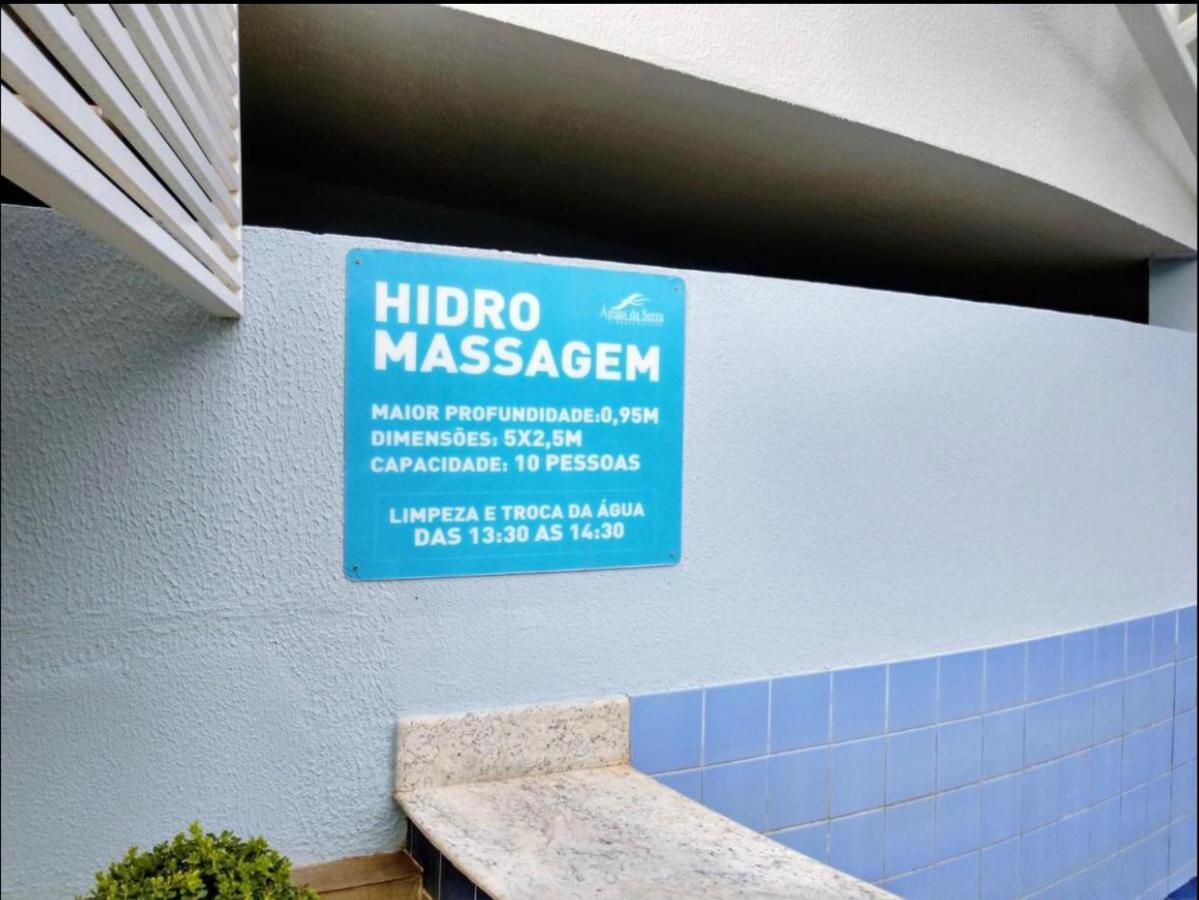 HIDRO
MASSAGEM
Águas da Serra
MAIOR PROFUNDIDADE:0,95M
DIMENSÕES: 5X2,5M
CAPACIDADE: 10 PESSOAS
LIMPEZA E TROCA DA ÁGUA
DAS 13:30 AS 14:30